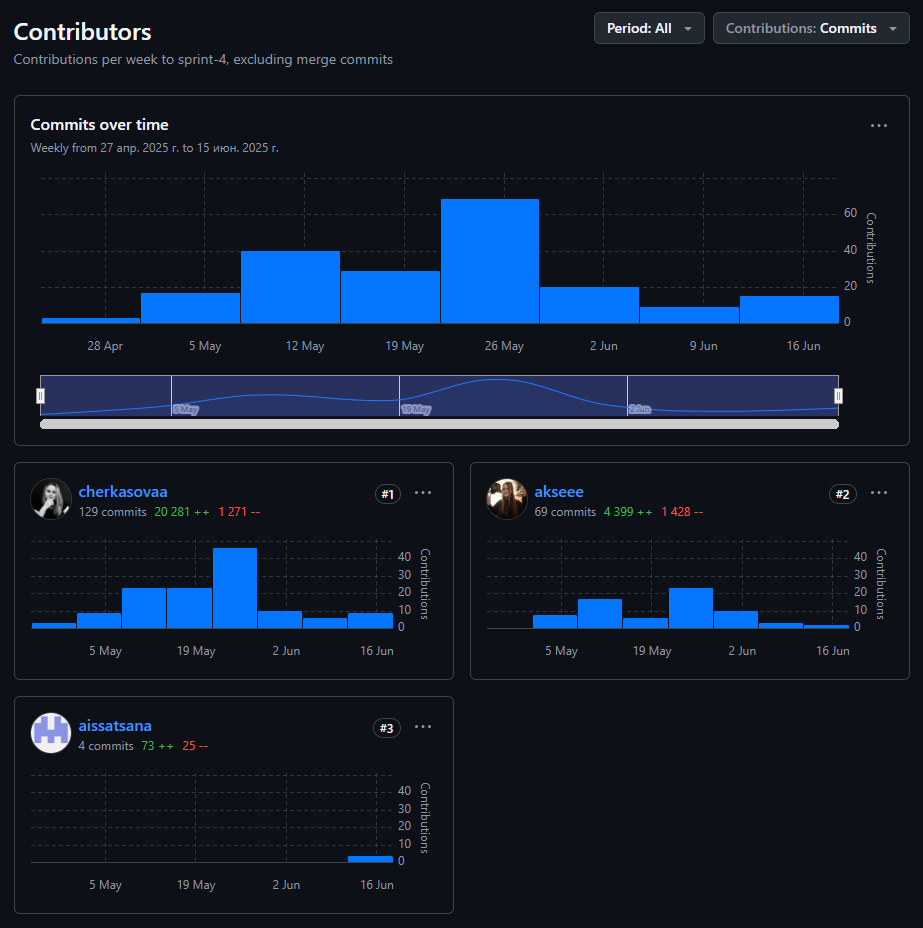 Contributors
Period: All
Contributions: Commits
Contributions per week to sprint-4, excluding merge commits
Commits over time
Weekly from 27 апр. 2025 г. to 15 июн. 2025 г.
60
40
20
0
Contributions
28 Apr 5 May 12 May 19 May 26 May 2 Jun 9 Jun 16 Jun
5 May 19 May 2 Jun
cherkasovaa
#1
129 commits 20 281 ++ 1 271 --
40
30
20
10
0
Contributions
5 May 19 May 2 Jun 16 Jun
akseee
#2
69 commits 4 399 ++ 1 428 --
40
30
20
10
0
Contributions
5 May 19 May 2 Jun 16 Jun
aissatsana
#3
4 commits 73 ++ 25 --
40
30
20
10
0
Contributions
5 May 19 May 2 Jun 16 Jun